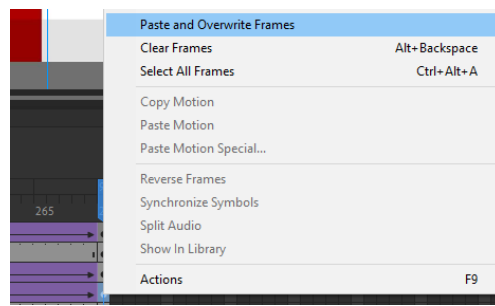 Paste and Overwrite Frames
Clear Frames Alt+Backspace
Select All Frames Ctrl+Alt+A
Copy Motion
Paste Motion
Paste Motion Special...
Reverse Frames
Synchronize Symbols
Split Audio
Show In Library
265
Actions F9